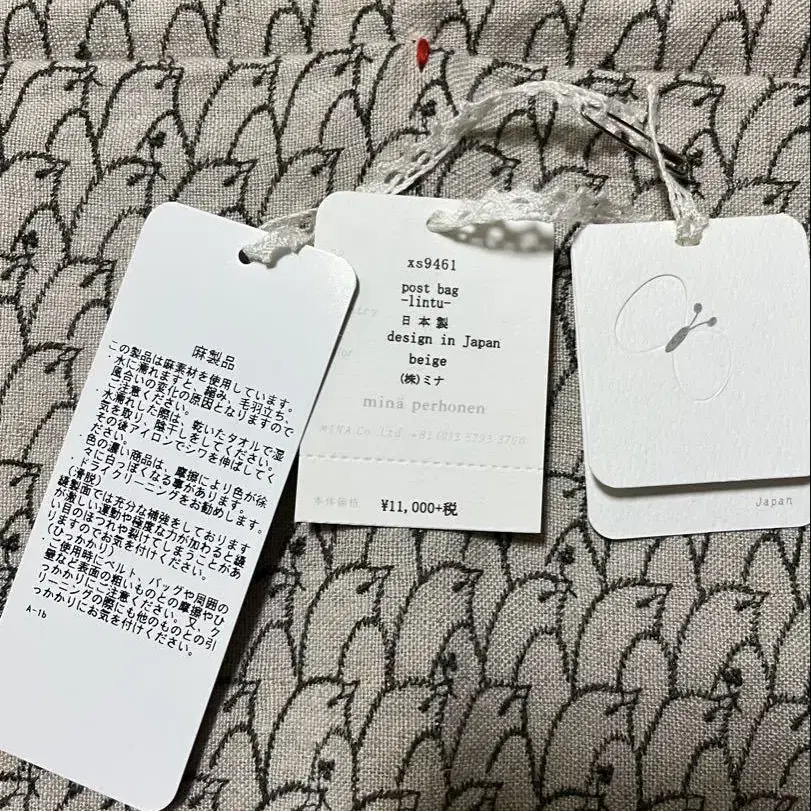 麻製品
この製品は麻素材を使用しています。
・水に濡れますと、縮み、毛羽立ち、
風合いの変化の原因となりますので
ご注意ください。
水濡れした際は、乾いたタオルで湿
気を取り、陰干しをしてください。
その後アイロンでシワを伸ばしてく
ださい。
・色の濃い商品は、摩擦により色が徐
々に白っぽくなる事があります。
・ドライクリーニングをお勧めします。
(滑脱)
縫製面では充分な補強をしております
が激しい運動や極度な力が加わると縫
い目のほつれや裂けてしまうことがあ
りますのでお気を付けください。
(ひっかかり)
・ご使用時にベルト、バッグや周囲の
壁など表面の粗いものとの摩擦やひ
っかかりにご注意ください。又、ク
リーニングの際にも他のものとの引
っかかりにお気を付けください。
A-1b
xs9461
post bag
-lintu-
日本製
design in Japan
beige
(株)ミナ
minä perhonen
MINA Co.,Ltd. +81(0)3 5793 3700
本体価格
¥11,000+税
Japan